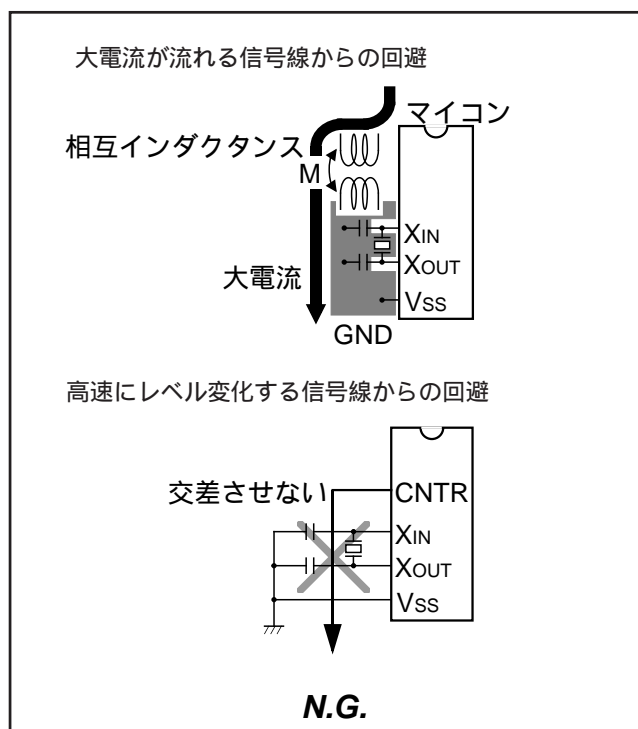 大電流が流れる信号線からの回避
マイコン
相互インダクタンス
M
XIN
XOUT
大電流
VSS
GND
高速にレベル変化する信号線からの回避
交差させない
CNTR
XIN
XOUT
VSS
N.G.